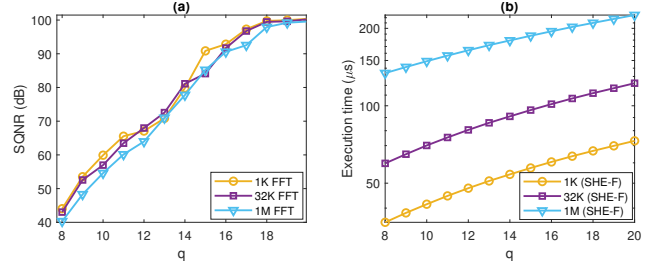 (a)
100
90
80
70
60
50
40
SQNR (dB)
8
10
12
14
16
18
q
1K FFT
32K FFT
1M FFT
(b)
200
150
100
50
Execution time (μs)
8
10
12
14
16
18
20
q
1K (SHE-F)
32K (SHE-F)
1M (SHE-F)